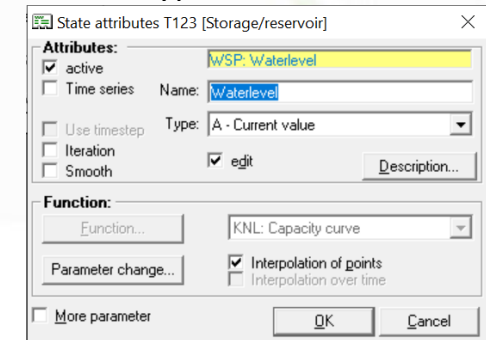 State attributes T123 [Storage/reservoir]
Attributes:
active
WSP: Waterlevel
Time series
Name: Waterlevel
Use timestep
Type: A - Current value
Iteration
Smooth
edit
Description...
Function:
Function...
KNL: Capacity curve
Parameter change...
Interpolation of points
Interpolation over time
More parameter
OK
Cancel